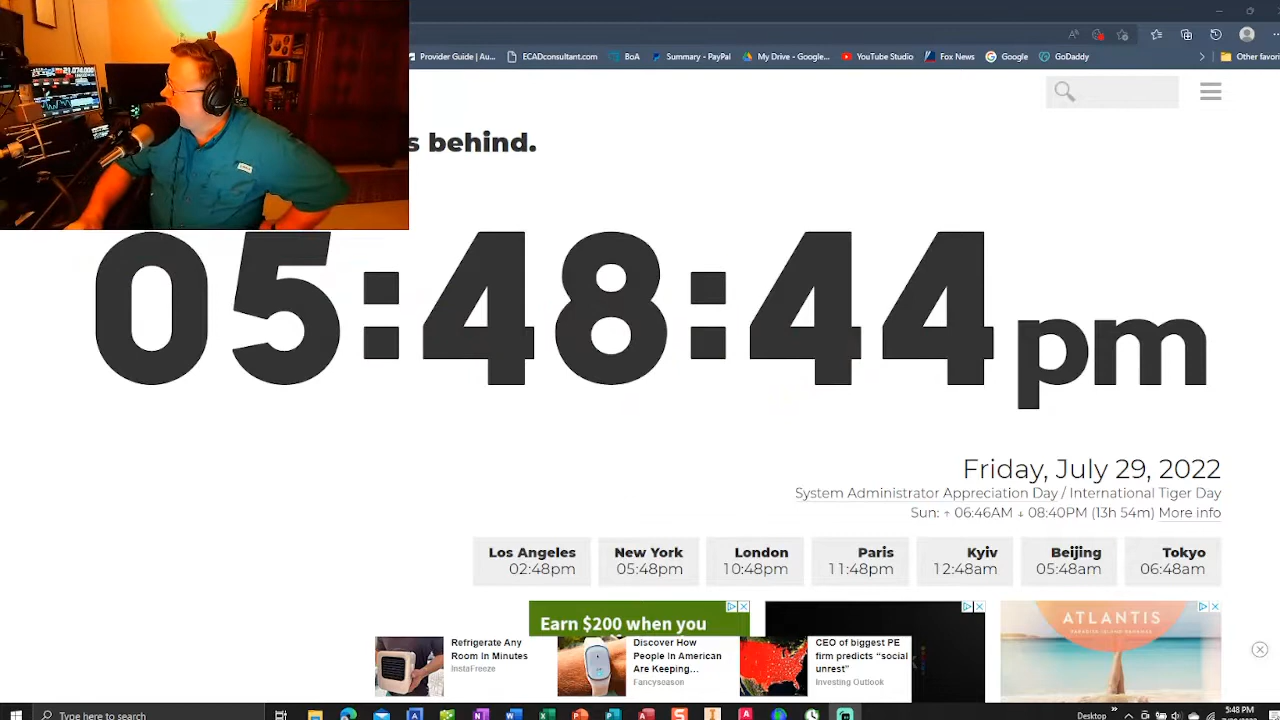 Provider Guide | Au...
ECADconsultant.com
BoA
Summary - PayPal
My Drive - Google...
YouTube Studio
Fox News
Google
GoDaddy
Other favori
s behind.
05:48:44 pm
Friday, July 29, 2022
System Administrator Appreciation Day / International Tiger Day
Sun: ↑ 06:46AM ↓ 08:40PM (13h 54m) More info
Los Angeles
02:48pm
New York
05:48pm
London
10:48pm
Paris
11:48pm
Kyiv
12:48am
Beijing
05:48am
Tokyo
06:48am
Earn $200 when you
ATLANTIS
PARADISE ISLAND BAHAMAS
Refrigerate Any
Room In Minutes
InstaFreeze
Discover How
People In American
Are Keeping...
Fancyseason
CEO of biggest PE
firm predicts “social
unrest”
Investing Outlook
Type here to search
Desktop
5:48 PM